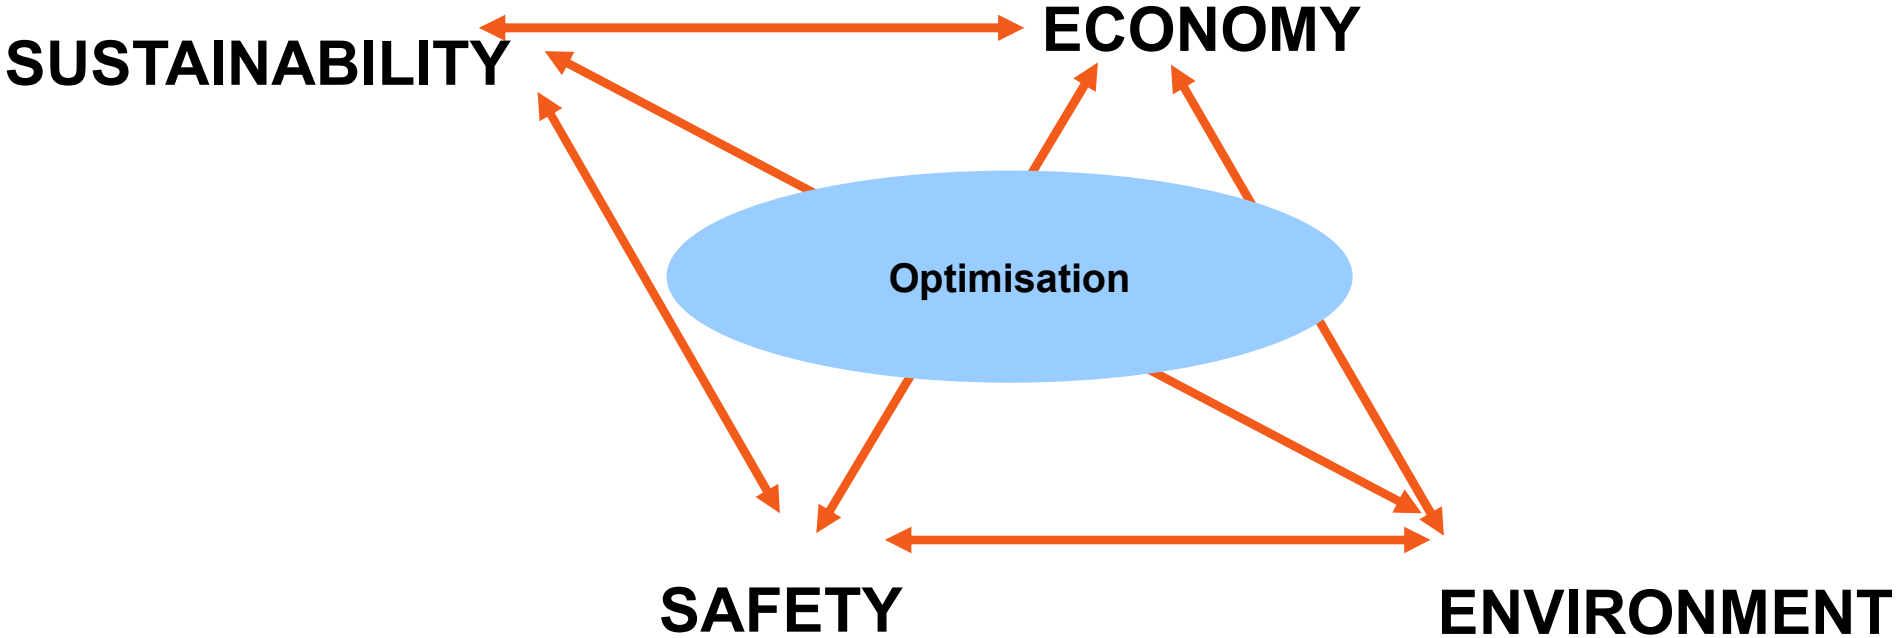 SUSTAINABILITY
ECONOMY
Optimisation
SAFETY
ENVIRONMENT